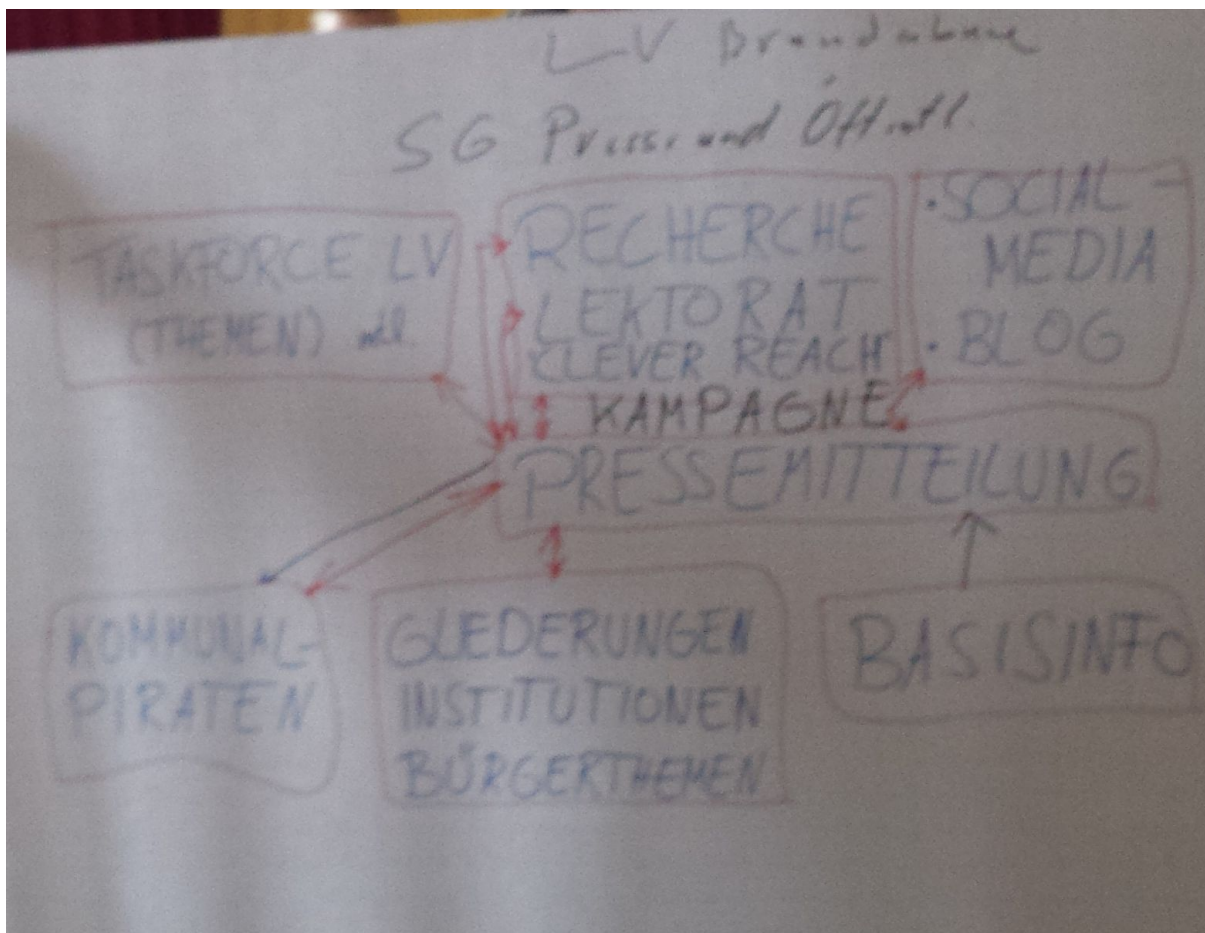 LV Brandenburg
SG Presse und Öffentl.
TASKFORCE LV
(THEMEN)
RECHERCHE
LEKTORAT
CLEVER REACH
KAMPAGNE
• SOCIAL-
MEDIA
• BLOG
PRESSEMITTEILUNG
KOMMUNAL-
PIRATEN
GLIEDERUNGEN
INSTITUTIONEN
BÜRGERTHEMEN
BASISINFO